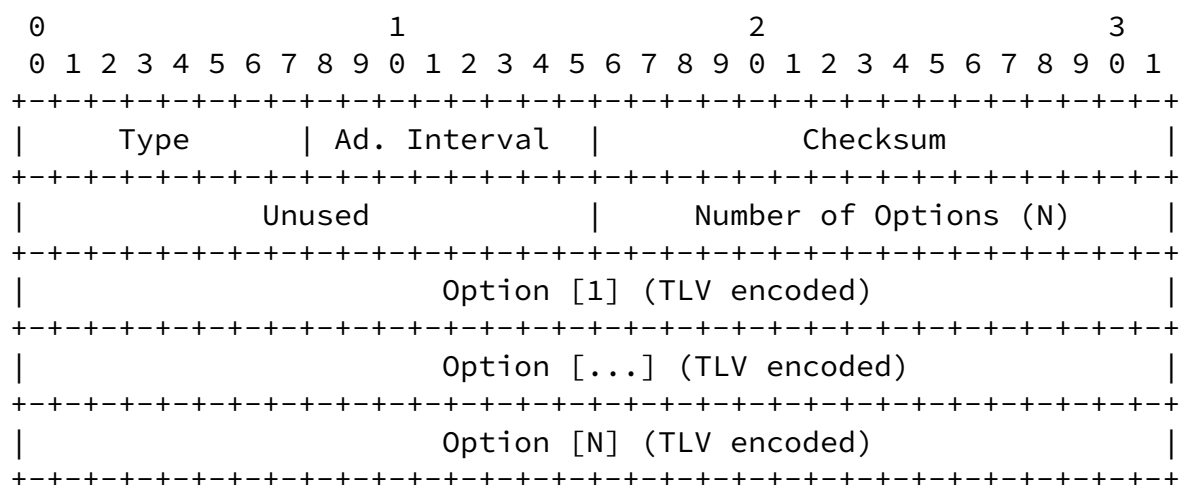 0                   1                   2                   3
 0 1 2 3 4 5 6 7 8 9 0 1 2 3 4 5 6 7 8 9 0 1 2 3 4 5 6 7 8 9 0 1
+-+-+-+-+-+-+-+-+-+-+-+-+-+-+-+-+-+-+-+-+-+-+-+-+-+-+-+-+-+-+-+-+
|     Type      | Ad. Interval  |           Checksum            |
+-+-+-+-+-+-+-+-+-+-+-+-+-+-+-+-+-+-+-+-+-+-+-+-+-+-+-+-+-+-+-+-+
|             Unused            |     Number of Options (N)     |
+-+-+-+-+-+-+-+-+-+-+-+-+-+-+-+-+-+-+-+-+-+-+-+-+-+-+-+-+-+-+-+-+
|                       Option [1] (TLV encoded)                |
+-+-+-+-+-+-+-+-+-+-+-+-+-+-+-+-+-+-+-+-+-+-+-+-+-+-+-+-+-+-+-+-+
|                       Option [...] (TLV encoded)              |
+-+-+-+-+-+-+-+-+-+-+-+-+-+-+-+-+-+-+-+-+-+-+-+-+-+-+-+-+-+-+-+-+
|                       Option [N] (TLV encoded)                |
+-+-+-+-+-+-+-+-+-+-+-+-+-+-+-+-+-+-+-+-+-+-+-+-+-+-+-+-+-+-+-+-+